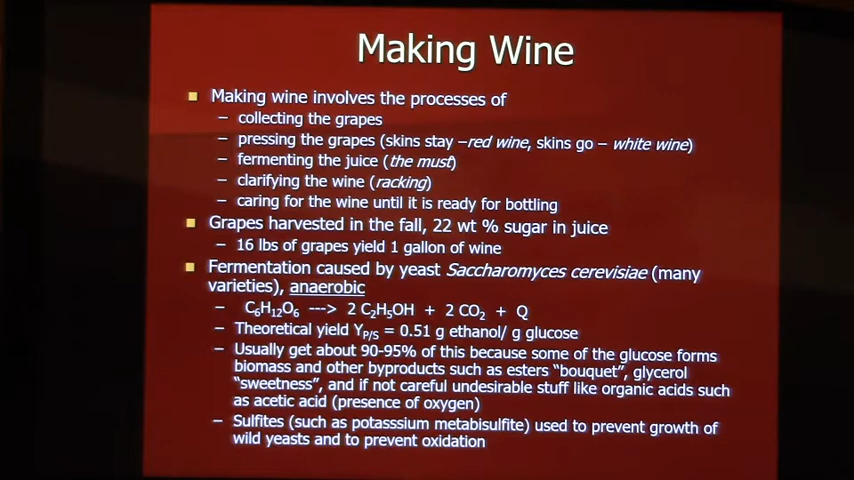 Making Wine
Making wine involves the processes of
– collecting the grapes
– pressing the grapes (skins stay –red wine, skins go – white wine)
– fermenting the juice (the must)
– clarifying the wine (racking)
– caring for the wine until it is ready for bottling
Grapes harvested in the fall, 22 wt % sugar in juice
– 16 lbs of grapes yield 1 gallon of wine
Fermentation caused by yeast Saccharomyces cerevisiae (many
varieties), anaerobic
– C6H12O6 ---> 2 C2H5OH + 2 CO2 + Q
– Theoretical yield YP/S = 0.51 g ethanol/ g glucose
– Usually get about 90-95% of this because some of the glucose forms
biomass and other byproducts such as esters “bouquet”, glycerol
“sweetness”, and if not careful undesirable stuff like organic acids such
as acetic acid (presence of oxygen)
– Sulfites (such as potasssium metabisulfite) used to prevent growth of
wild yeasts and to prevent oxidation